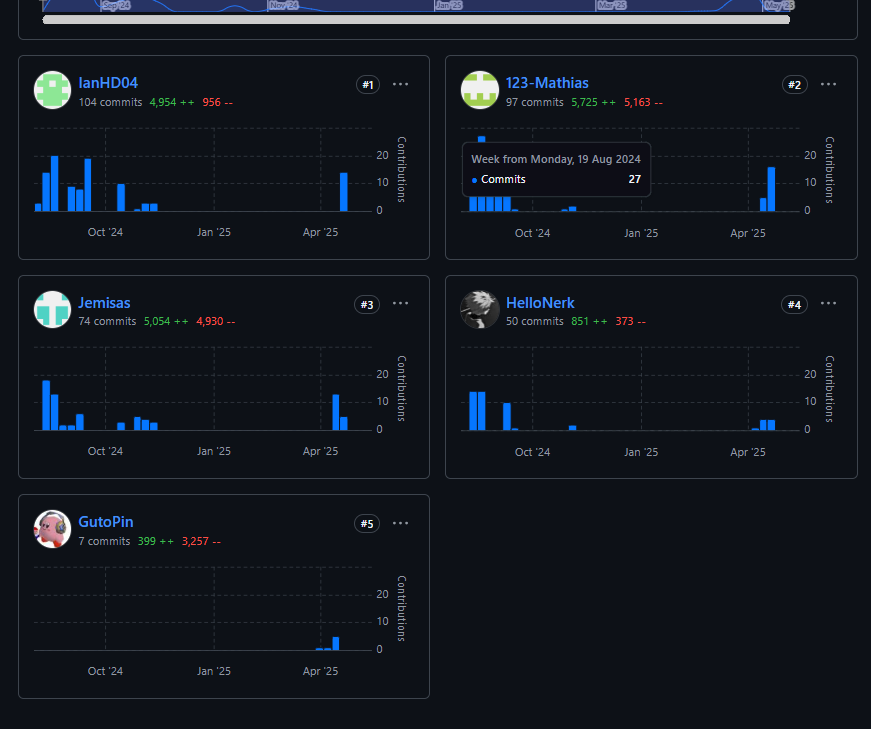 Sep '24 Nov '24 Jan '25 Mar '25 May '25
IanHD04 #1
104 commits 4,954 ++ 956 --
20
10
0
Contributions
Oct '24 Jan '25 Apr '25
123-Mathias #2
97 commits 5,725 ++ 5,163 --
Week from Monday, 19 Aug 2024
Commits 27
20
10
0
Contributions
Oct '24 Jan '25 Apr '25
Jemisas #3
74 commits 5,054 ++ 4,930 --
20
10
0
Contributions
Oct '24 Jan '25 Apr '25
HelloNerk #4
50 commits 851 ++ 373 --
20
10
0
Contributions
Oct '24 Jan '25 Apr '25
GutoPin #5
7 commits 399 ++ 3,257 --
20
10
0
Contributions
Oct '24 Jan '25 Apr '25